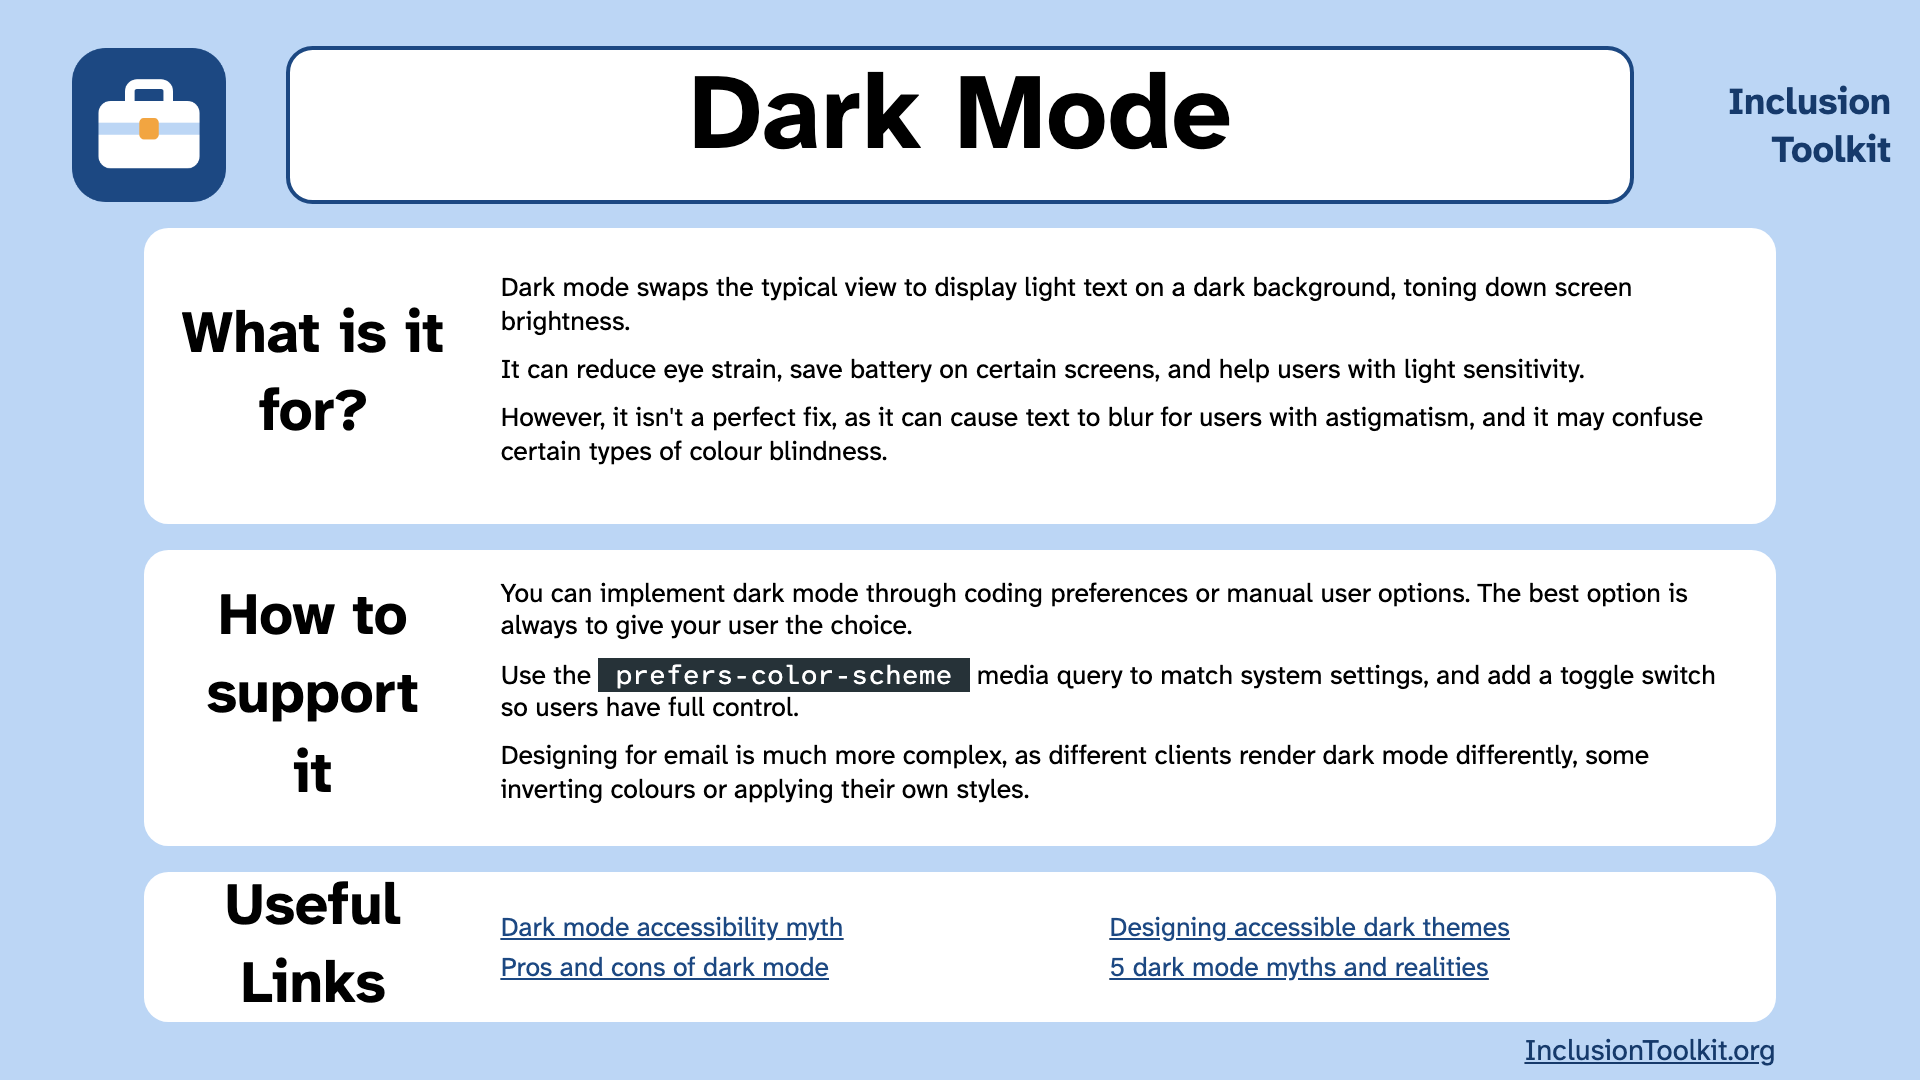 Dark Mode
Inclusion
Toolkit
What is it
for?
Dark mode swaps the typical view to display light text on a dark background, toning down screen
brightness.
It can reduce eye strain, save battery on certain screens, and help users with light sensitivity.
However, it isn't a perfect fix, as it can cause text to blur for users with astigmatism, and it may confuse
certain types of colour blindness.
How to
support
it
You can implement dark mode through coding preferences or manual user options. The best option is
always to give your user the choice.
Use the prefers-color-scheme media query to match system settings, and add a toggle switch
so users have full control.
Designing for email is much more complex, as different clients render dark mode differently, some
inverting colours or applying their own styles.
Useful
Links
Dark mode accessibility myth
Pros and cons of dark mode
Designing accessible dark themes
5 dark mode myths and realities
InclusionToolkit.org